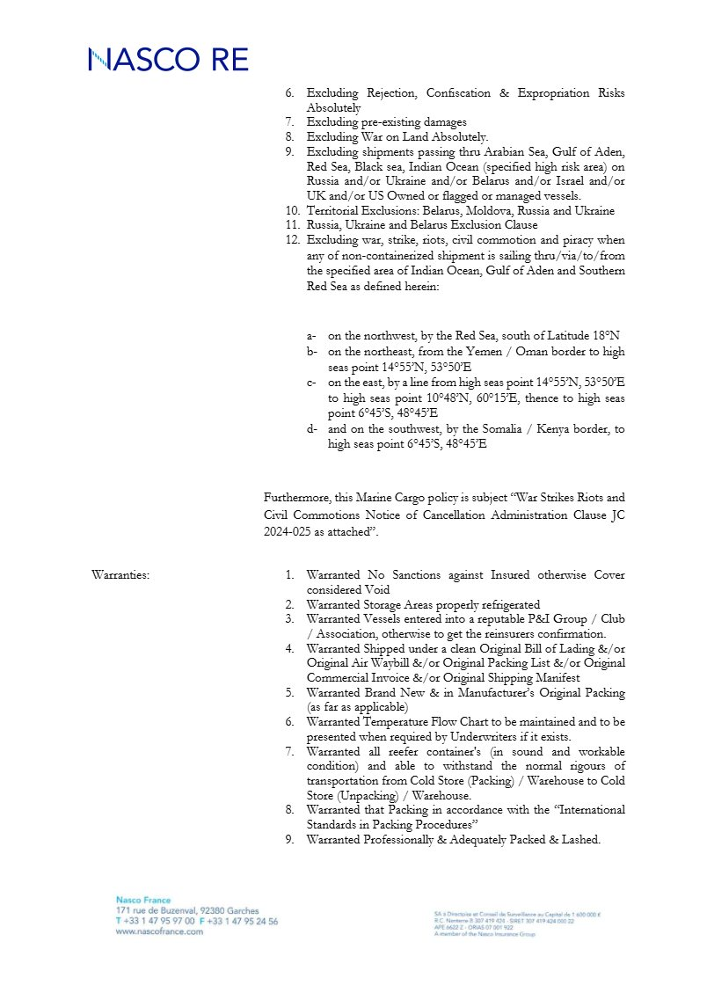 NASCO RE
6. Excluding Rejection, Confiscation & Expropriation Risks
Absolutely
7. Excluding pre-existing damages
8. Excluding War on Land Absolutely.
9. Excluding shipments passing thru Arabian Sea, Gulf of Aden,
Red Sea, Black sea, Indian Ocean (specified high risk area) on
Russia and/or Ukraine and/or Belarus and/or Israel and/or
UK and/or US Owned or flagged or managed vessels.
10. Territorial Exclusions: Belarus, Moldova, Russia and Ukraine
11. Russia, Ukraine and Belarus Exclusion Clause
12. Excluding war, strike, riots, civil commotion and piracy when
any of non-containerized shipment is sailing thru/via/to/from
the specified area of Indian Ocean, Gulf of Aden and Southern
Red Sea as defined herein:
a- on the northwest, by the Red Sea, south of Latitude 18°N
b- on the northeast, from the Yemen / Oman border to high
seas point 14°55’N, 53°50’E
c- on the east, by a line from high seas point 14°55’N, 53°50’E
to high seas point 10°48’N, 60°15’E, thence to high seas
point 6°45’S, 48°45’E
d- and on the southwest, by the Somalia / Kenya border, to
high seas point 6°45’S, 48°45’E
Furthermore, this Marine Cargo policy is subject “War Strikes Riots and
Civil Commotions Notice of Cancellation Administration Clause JC
2024-025 as attached”.
Warranties:
1. Warranted No Sanctions against Insured otherwise Cover
considered Void
2. Warranted Storage Areas properly refrigerated
3. Warranted Vessels entered into a reputable P&I Group / Club
/ Association, otherwise to get the reinsurers confirmation.
4. Warranted Shipped under a clean Original Bill of Lading &/or
Original Air Waybill &/or Original Packing List &/or Original
Commercial Invoice &/or Original Shipping Manifest
5. Warranted Brand New & in Manufacturer’s Original Packing
(as far as applicable)
6. Warranted Temperature Flow Chart to be maintained and to be
presented when required by Underwriters if it exists.
7. Warranted all reefer container's (in sound and workable
condition) and able to withstand the normal rigours of
transportation from Cold Store (Packing) / Warehouse to Cold
Store (Unpacking) / Warehouse.
8. Warranted that Packing in accordance with the “International
Standards in Packing Procedures”
9. Warranted Professionally & Adequately Packed & Lashed.
Nasco France
171 rue de Buzenval, 92380 Garches
T +33 1 47 95 97 00 F +33 1 47 95 24 56
www.nascofrance.com
SA à Directoire et Conseil de Surveillance au Capital de 1 600 000 €
R.C. Nanterre B 307 419 424 - SIRET 307 419 424 000 22
APE 6622 Z - ORIAS 07 001 922
A member of the Nasco Insurance Group